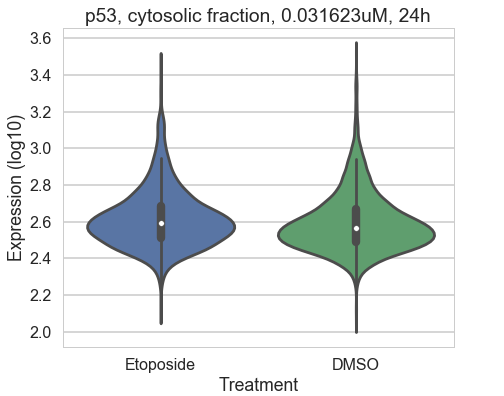 p53, cytosolic fraction, 0.031623uM, 24h
Expression (log10)
3.6
3.4
3.2
3.0
2.8
2.6
2.4
2.2
2.0
Etoposide DMSO
Treatment